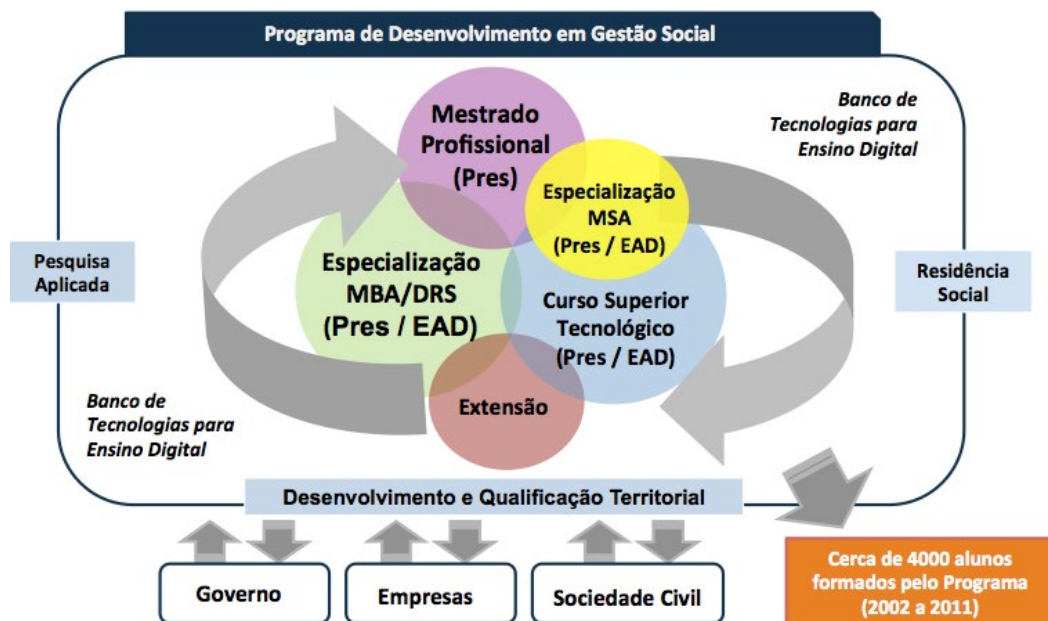 Programa de Desenvolvimento em Gestão Social
Banco de
Tecnologias para
Ensino Digital
Mestrado
Profissional
(Pres)
Especialização
MSA
(Pres / EAD)
Pesquisa
Aplicada
Especialização
MBA/DRS
(Pres / EAD)
Curso Superior
Tecnológico
(Pres / EAD)
Residência
Social
Extensão
Banco de
Tecnologias para
Ensino Digital
Desenvolvimento e Qualificação Territorial
Governo
Empresas
Sociedade Civil
Cerca de 4000 alunos
formados pelo Programa
(2002 a 2011)